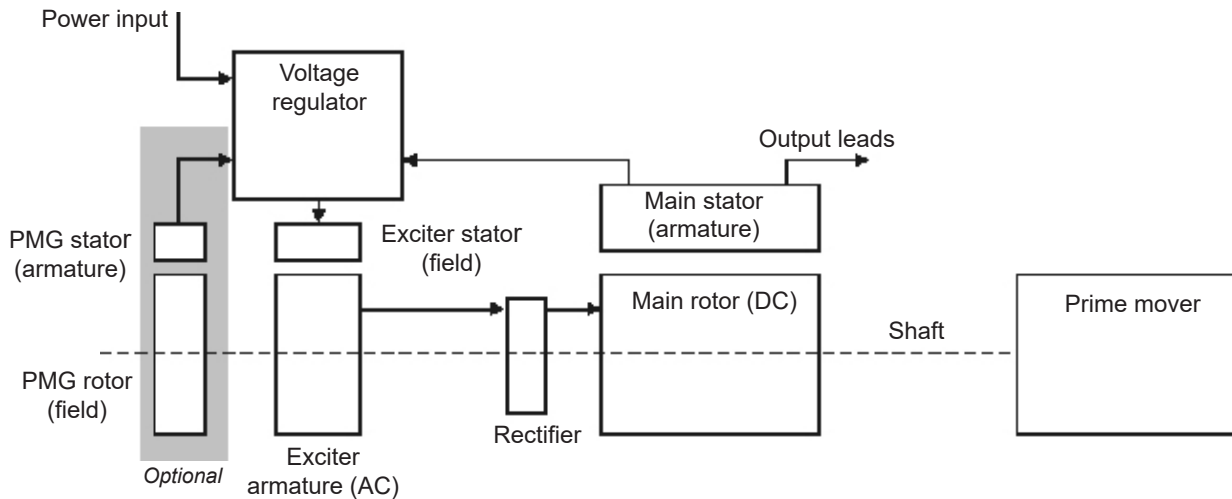 Power input
Voltage
regulator
Output leads
Main stator
(armature)
PMG stator
(armature)
Exciter stator
(field)
Main rotor (DC)
Prime mover
Shaft
PMG rotor
(field)
Rectifier
Exciter
armature (AC)
Optional